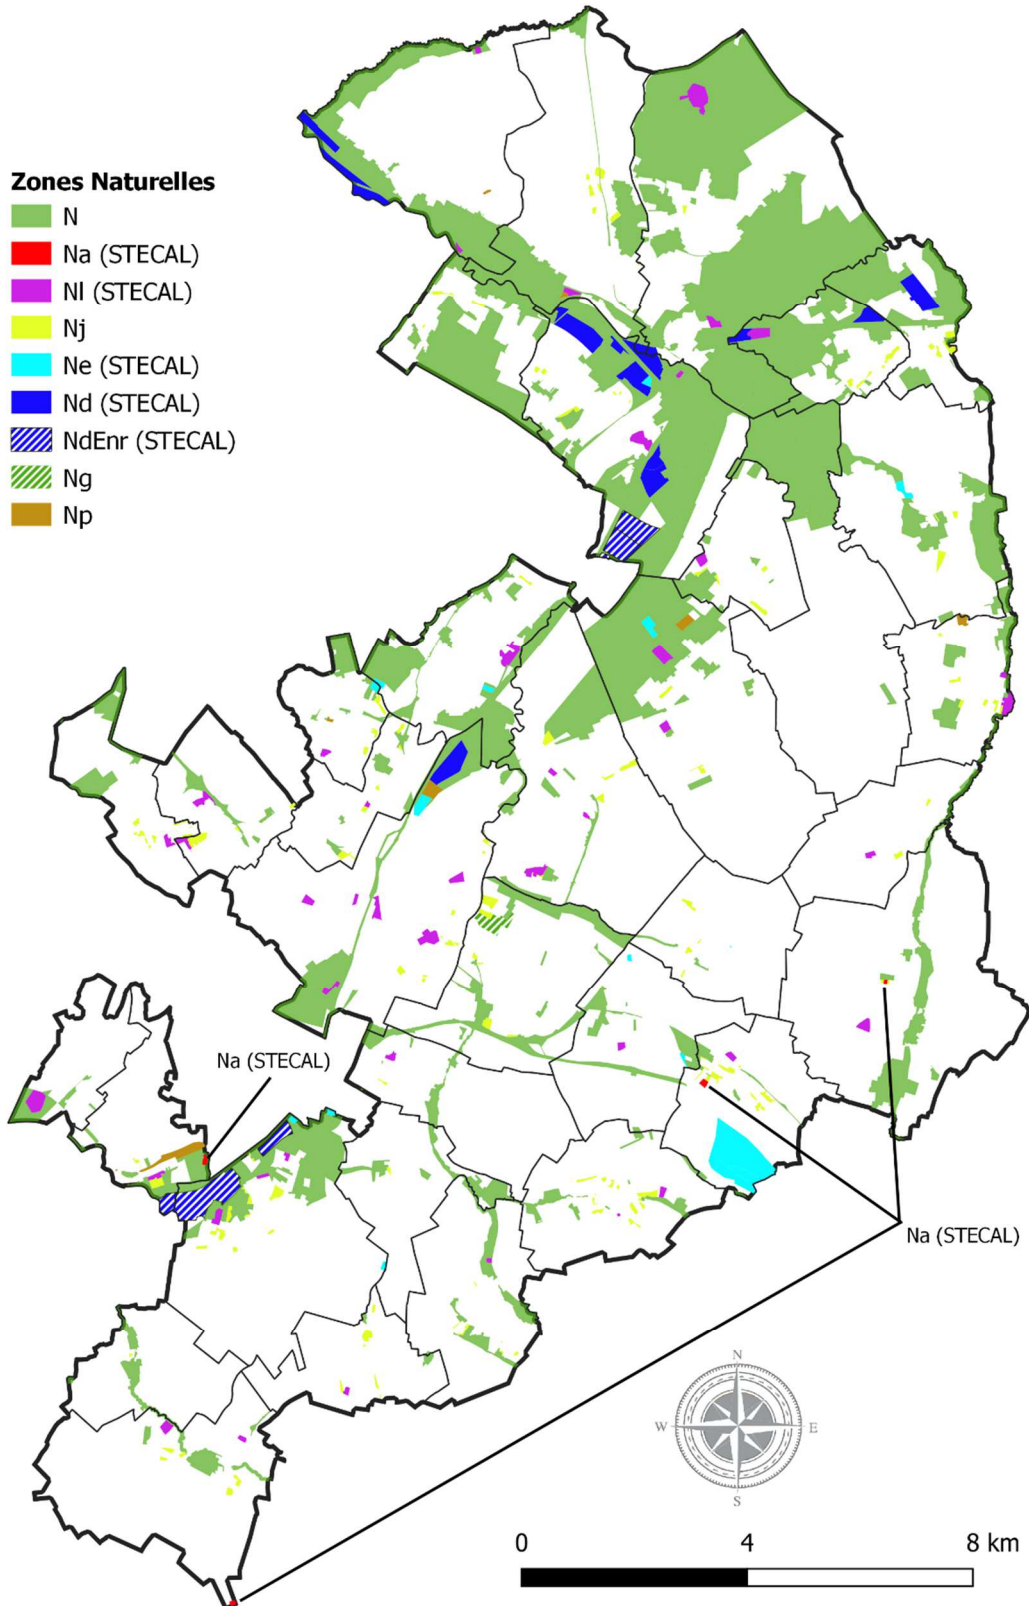 Zones Naturelles
N
Na (STECAL)
Nl (STECAL)
Nj
Ne (STECAL)
Nd (STECAL)
NdEnr (STECAL)
Ng
Np
Na (STECAL)
Na (STECAL)
N
W E
S
0 4 8 km